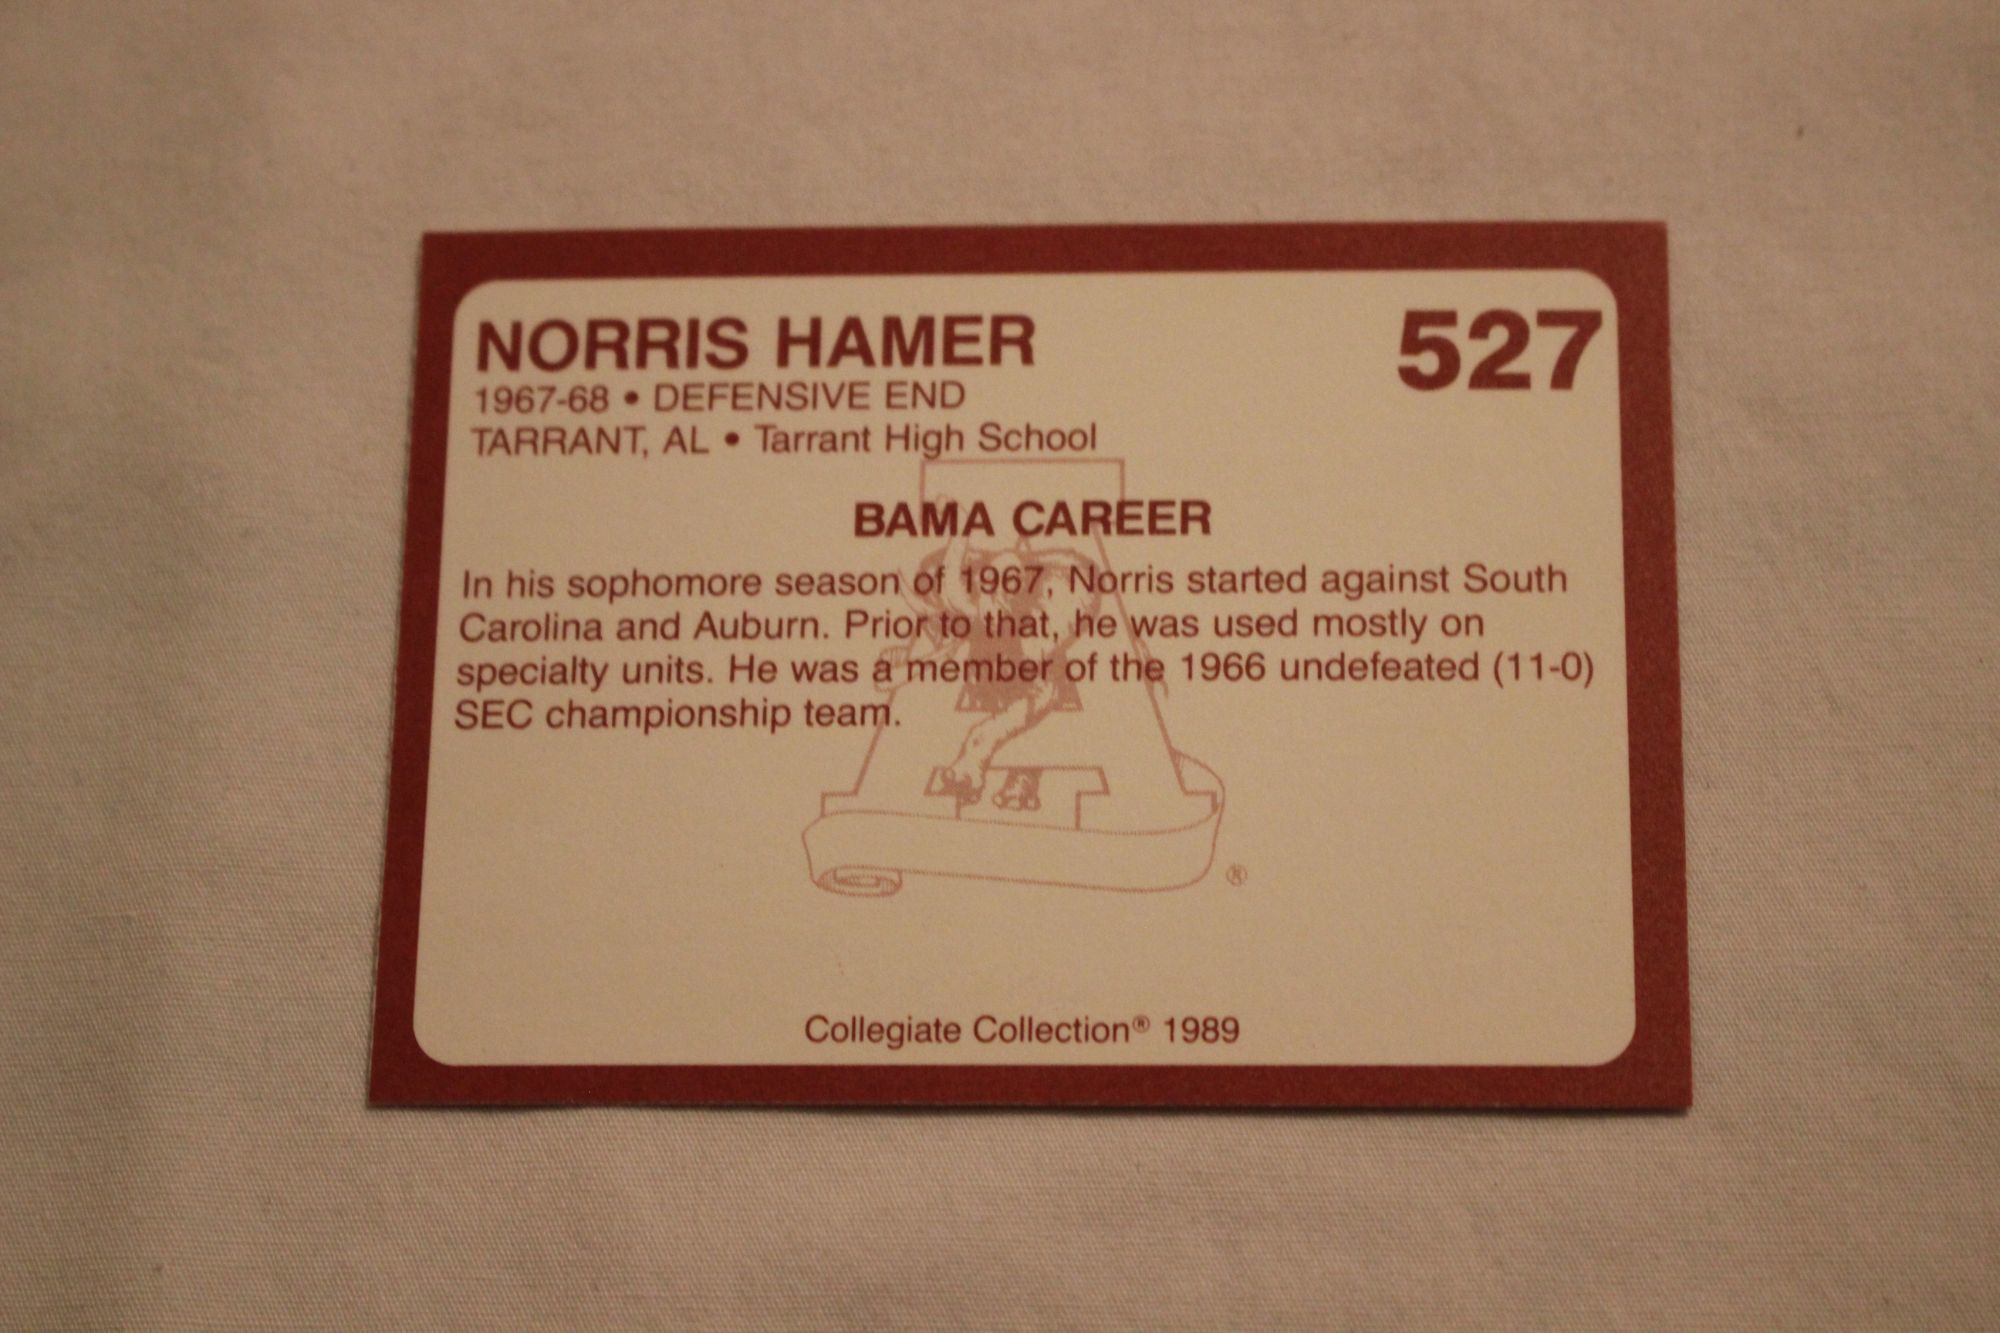 NORRIS HAMER
527
1967-68 • DEFENSIVE END
TARRANT, AL • Tarrant High School
BAMA CAREER
In his sophomore season of 1967, Norris started against South
Carolina and Auburn. Prior to that, he was used mostly on
specialty units. He was a member of the 1966 undefeated (11-0)
SEC championship team.
®
Collegiate Collection® 1989